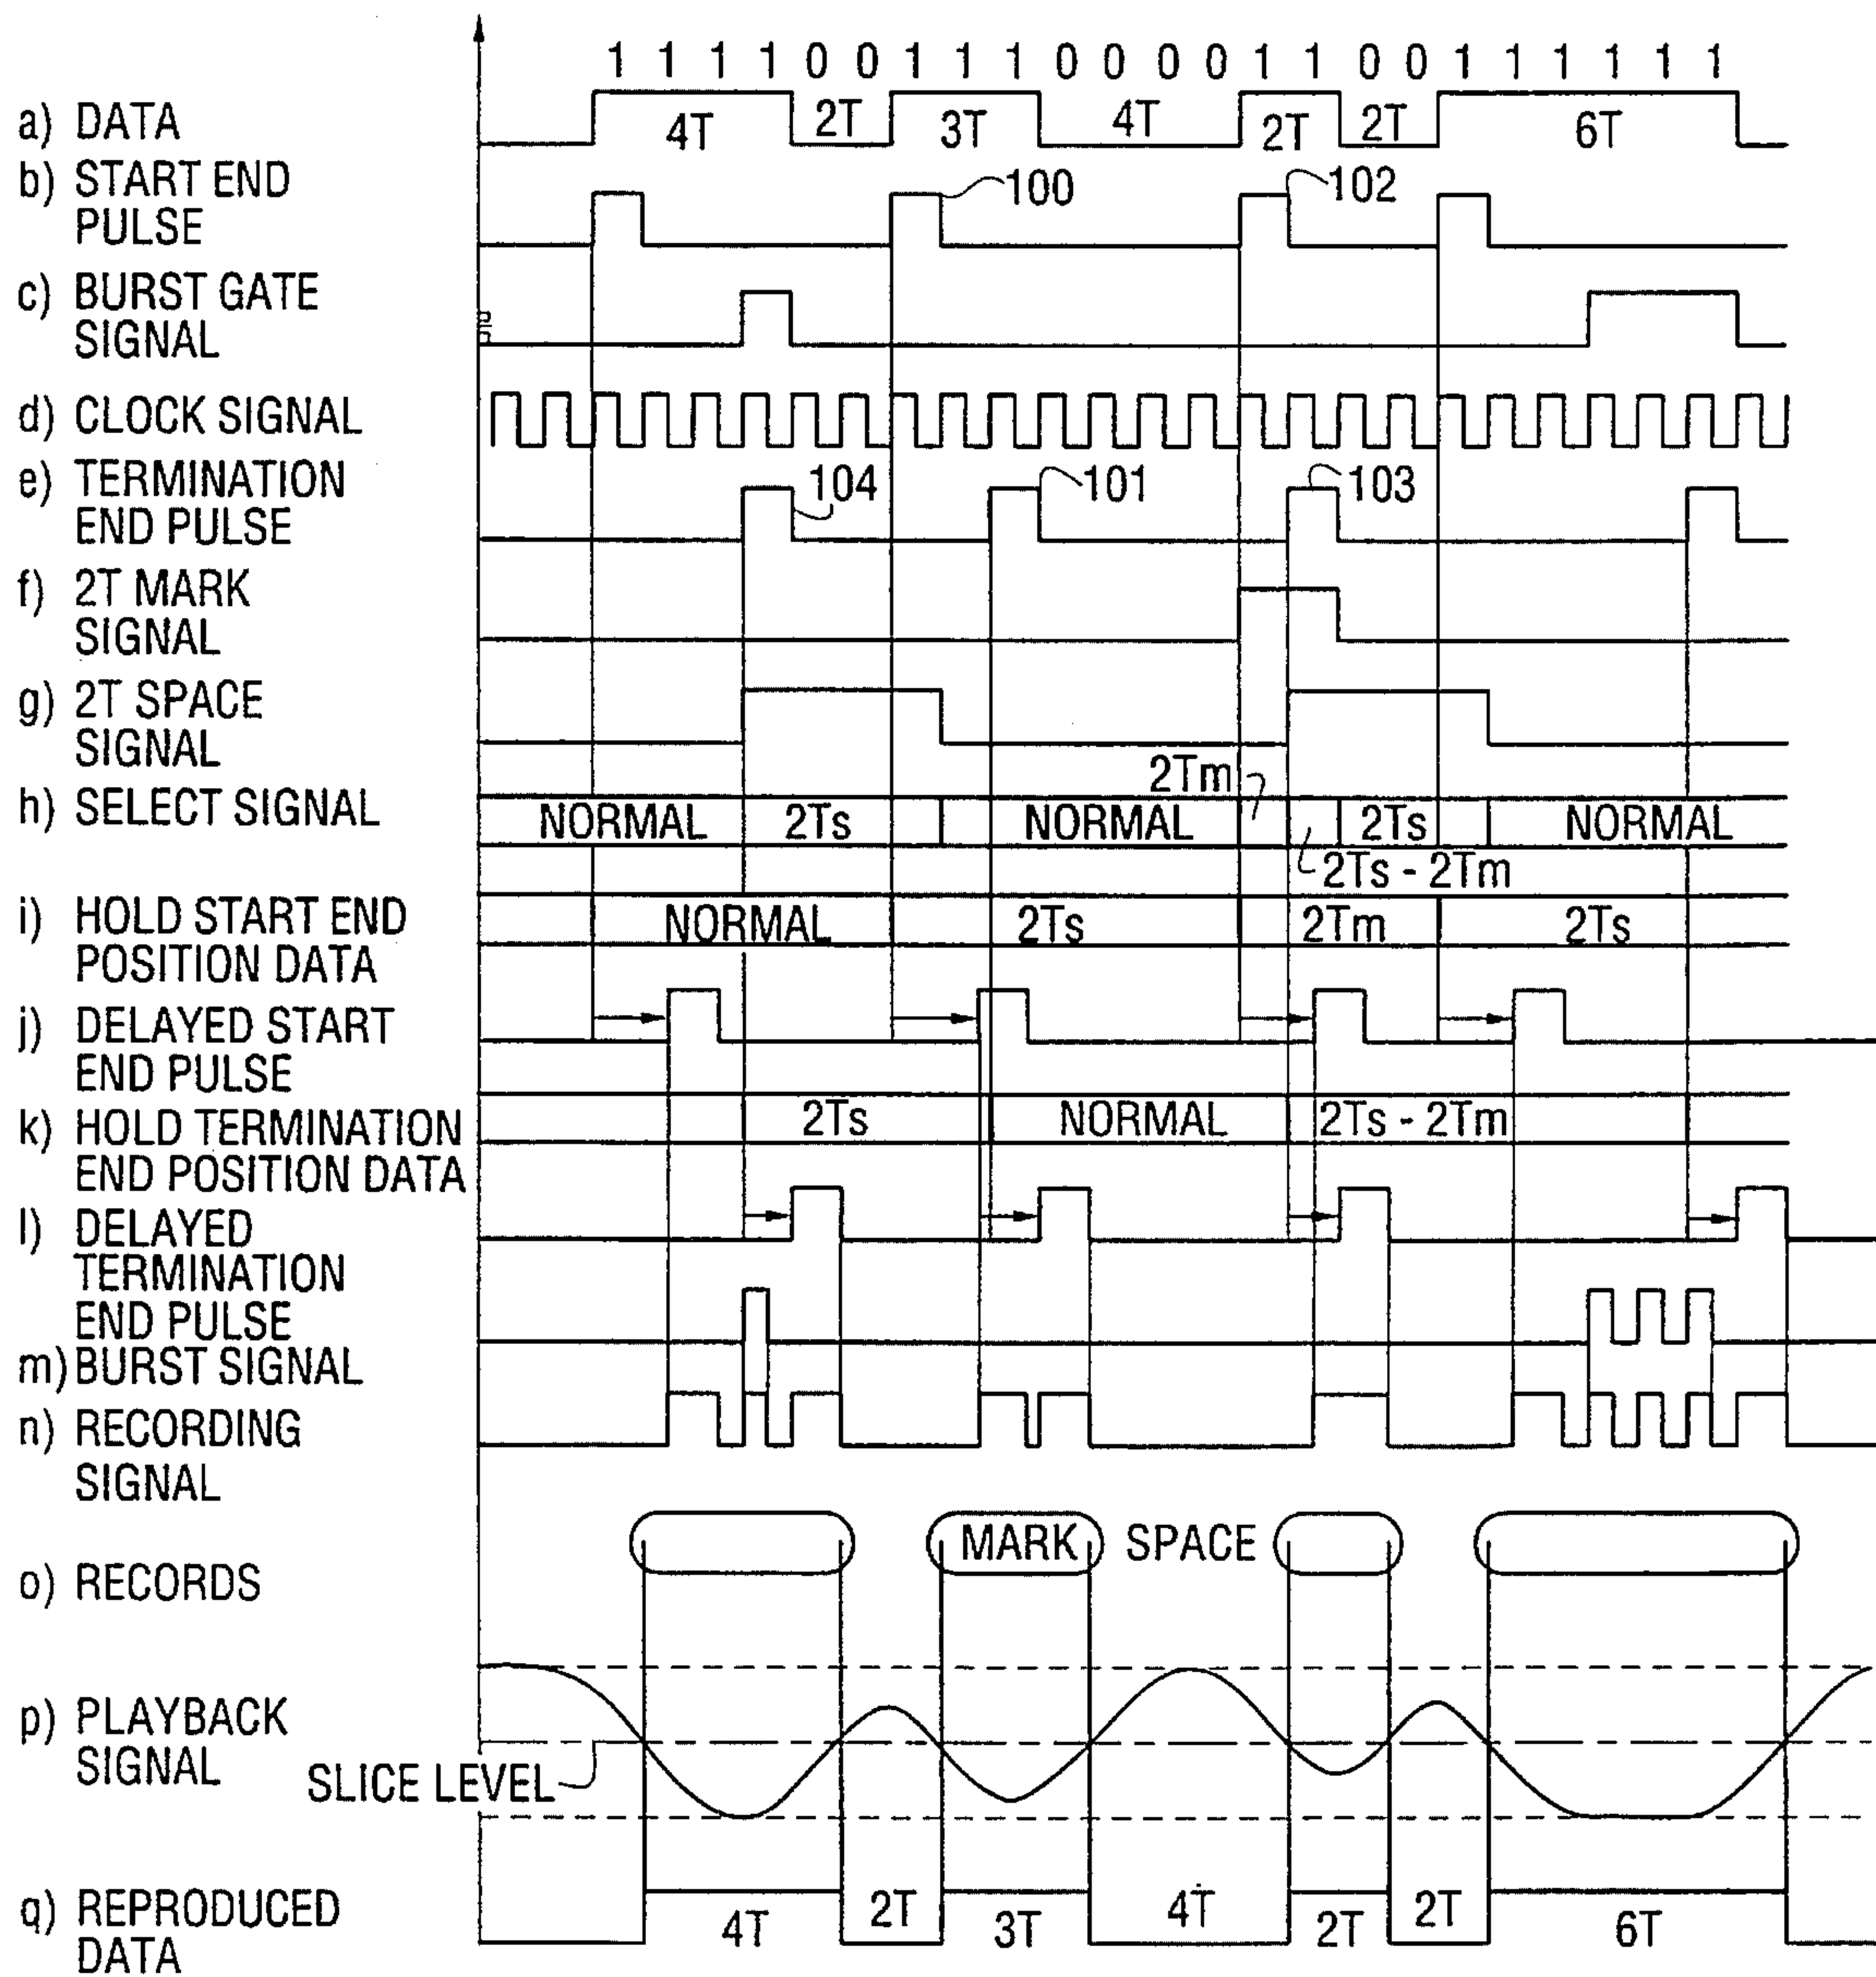 1 1 1 1 0 0 1 1 1 0 0 0 0 1 1 0 0 1 1 1 1 1 1
a) DATA
4T 2T 3T 4T 2T 2T 6T
b) START END
PULSE
100
102
c) BURST GATE
SIGNAL
d) CLOCK SIGNAL
e) TERMINATION
END PULSE
104
101
103
f) 2T MARK
SIGNAL
g) 2T SPACE
SIGNAL
2Tm
h) SELECT SIGNAL
NORMAL 2Ts NORMAL 2Ts NORMAL
2Ts - 2Tm
i) HOLD START END
POSITION DATA
NORMAL 2Ts 2Tm 2Ts
j) DELAYED START
END PULSE
k) HOLD TERMINATION
END POSITION DATA
2Ts NORMAL 2Ts - 2Tm
l) DELAYED
TERMINATION
END PULSE
m) BURST SIGNAL
n) RECORDING
SIGNAL
MARK SPACE
o) RECORDS
p) PLAYBACK
SIGNAL
SLICE LEVEL
q) REPRODUCED
DATA
4T 2T 3T 4T 2T 2T 6T